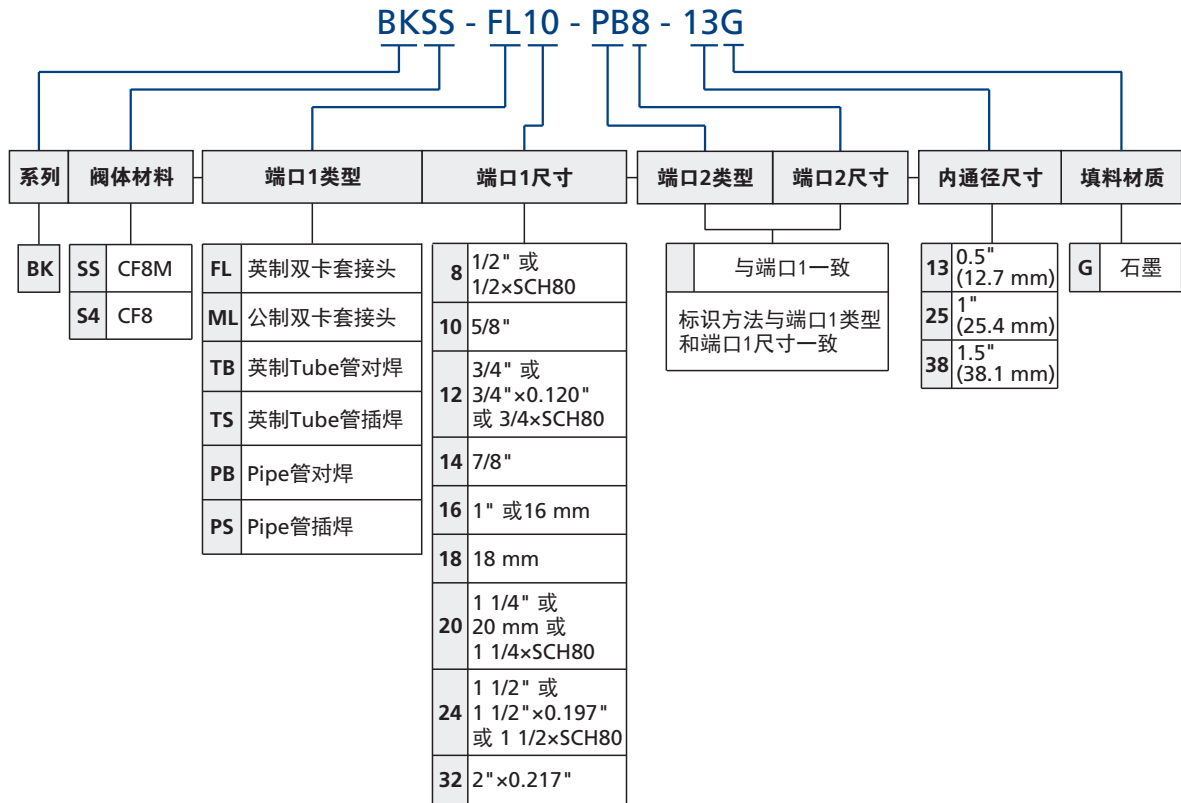 BKSS - FL10 - PB8 - 13G
系列
阀体材料
端口1类型
端口1尺寸
端口2类型
端口2尺寸
内通径尺寸
填料材质
BK
SS CF8M
S4 CF8
FL 英制双卡套接头
ML 公制双卡套接头
TB 英制Tube管对焊
TS 英制Tube管插焊
PB Pipe管对焊
PS Pipe管插焊
8 1/2" 或
1/2×SCH80
10 5/8"
12 3/4" 或
3/4"×0.120"
或 3/4×SCH80
14 7/8"
16 1" 或16 mm
18 18 mm
20 1 1/4" 或
20 mm 或
1 1/4×SCH80
24 1 1/2" 或
1 1/2"×0.197"
或 1 1/2×SCH80
32 2"×0.217"
与端口1一致
标识方法与端口1类型
和端口1尺寸一致
13 0.5"
(12.7 mm)
25 1"
(25.4 mm)
38 1.5"
(38.1 mm)
G 石墨